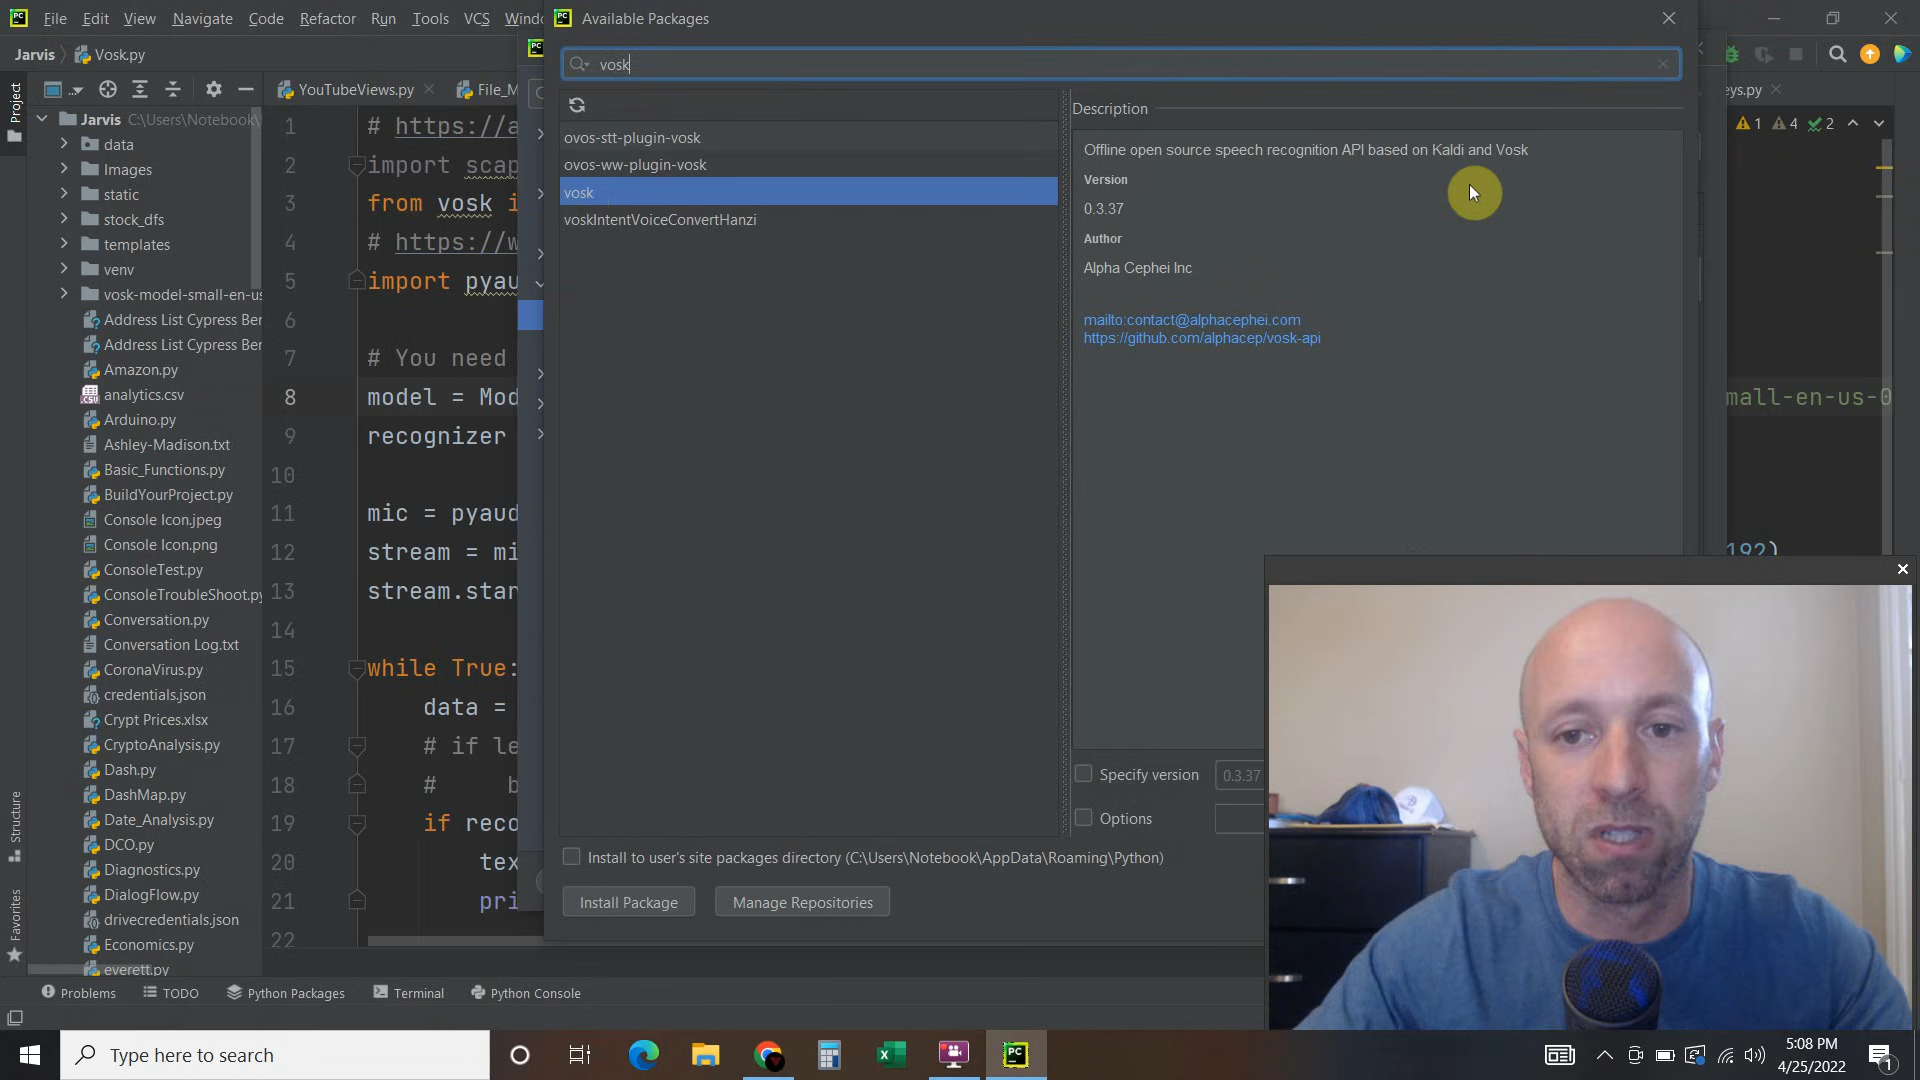 File Edit View Navigate Code Refactor Run Tools VCS Windo
Available Packages
Jarvis
Vosk.py
vosk
Project
YouTubeViews.py
File_M
eys.py
1 4 2
Jarvis C:\Users\Notebook\
data
Images
static
stock_dfs
templates
venv
vosk-model-small-en-us
Address List Cypress Ber
Address List Cypress Ber
Amazon.py
analytics.csv
Arduino.py
Ashley-Madison.txt
Basic_Functions.py
BuildYourProject.py
Console Icon.jpeg
Console Icon.png
ConsoleTest.py
ConsoleTroubleShoot.py
Conversation.py
Conversation Log.txt
CoronaVirus.py
credentials.json
Crypt Prices.xlsx
CryptoAnalysis.py
Dash.py
DashMap.py
Date_Analysis.py
DCO.py
Diagnostics.py
DialogFlow.py
drivecredentials.json
Economics.py
everett.py
Structure
Favorites
1 # https://a
2 import scap
3 from vosk i
4 # https://w
5 import pyau
6
7 # You need
8 model = Mod
9 recognizer
10
11 mic = pyaud
12 stream = mi
13 stream.star
14
15 while True:
16 data =
17 # if le
18 # b
19 if reco
20 tex
21 pri
22
mall-en-us-0
192)
ovos-stt-plugin-vosk
ovos-ww-plugin-vosk
vosk
voskIntentVoiceConvertHanzi
Description
Offline open source speech recognition API based on Kaldi and Vosk
Version
0.3.37
Author
Alpha Cephei Inc
mailto:contact@alphacephei.com
https://github.com/alphacep/vosk-api
Specify version 0.3.37
Options
Install to user's site packages directory (C:\Users\Notebook\AppData\Roaming\Python)
Install Package
Manage Repositories
Problems TODO Python Packages Terminal Python Console
Type here to search
5:08 PM
4/25/2022
1